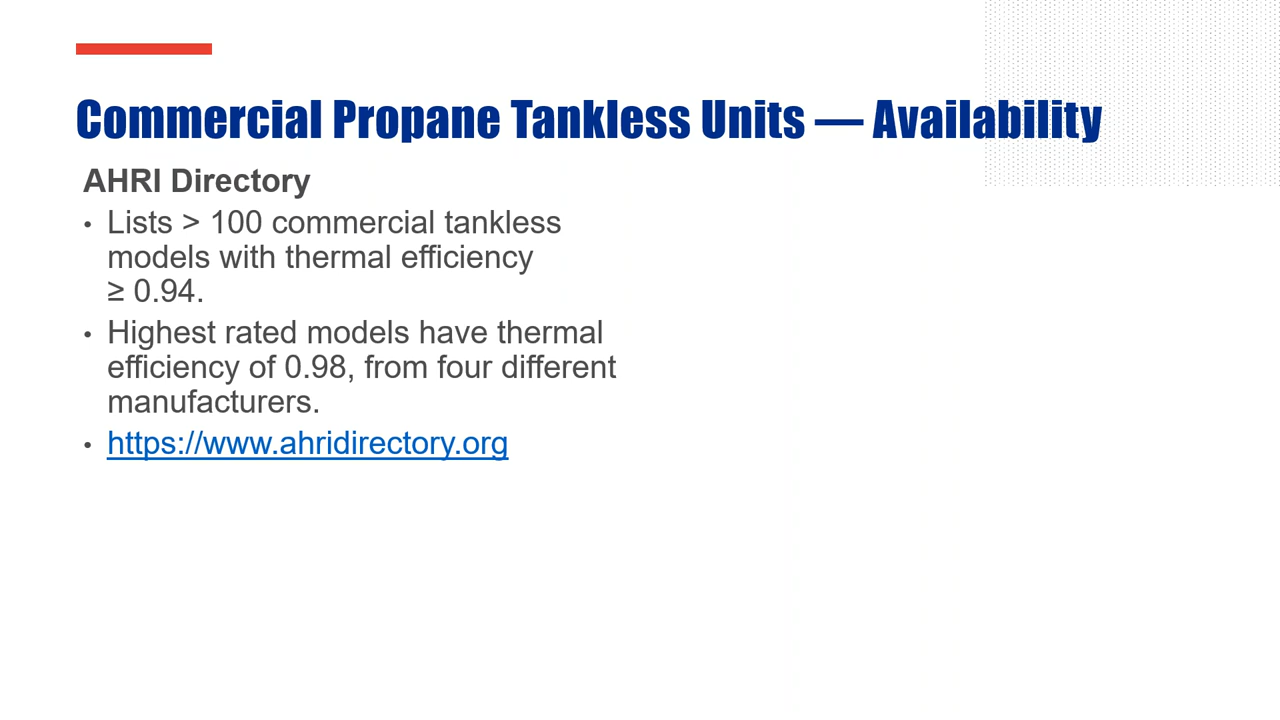 Commercial Propane Tankless Units — Availability
AHRI Directory
• Lists > 100 commercial tankless
models with thermal efficiency
≥ 0.94.
• Highest rated models have thermal
efficiency of 0.98, from four different
manufacturers.
• https://www.ahridirectory.org